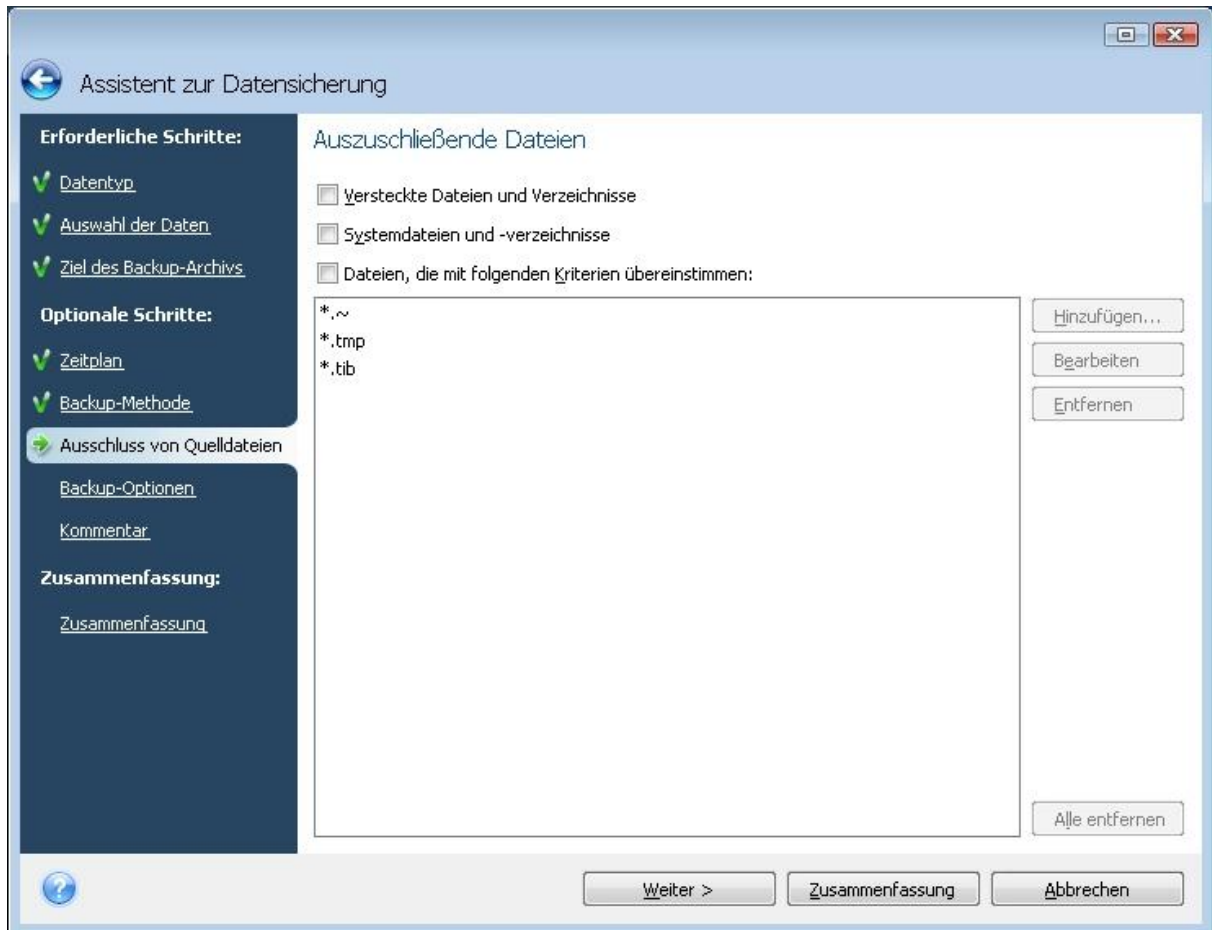 Assistent zur Datensicherung
Erforderliche Schritte:
Datentyp
Auswahl der Daten
Ziel des Backup-Archivs
Optionale Schritte:
Zeitplan
Backup-Methode
Ausschluss von Quelldateien
Backup-Optionen
Kommentar
Zusammenfassung:
Zusammenfassung
Auszuschließende Dateien
Versteckte Dateien und Verzeichnisse
Systemdateien und -verzeichnisse
Dateien, die mit folgenden Kriterien übereinstimmen:
*.~
*.tmp
*.tib
Hinzufügen...
Bearbeiten
Entfernen
Alle entfernen
?
Weiter >
Zusammenfassung
Abbrechen